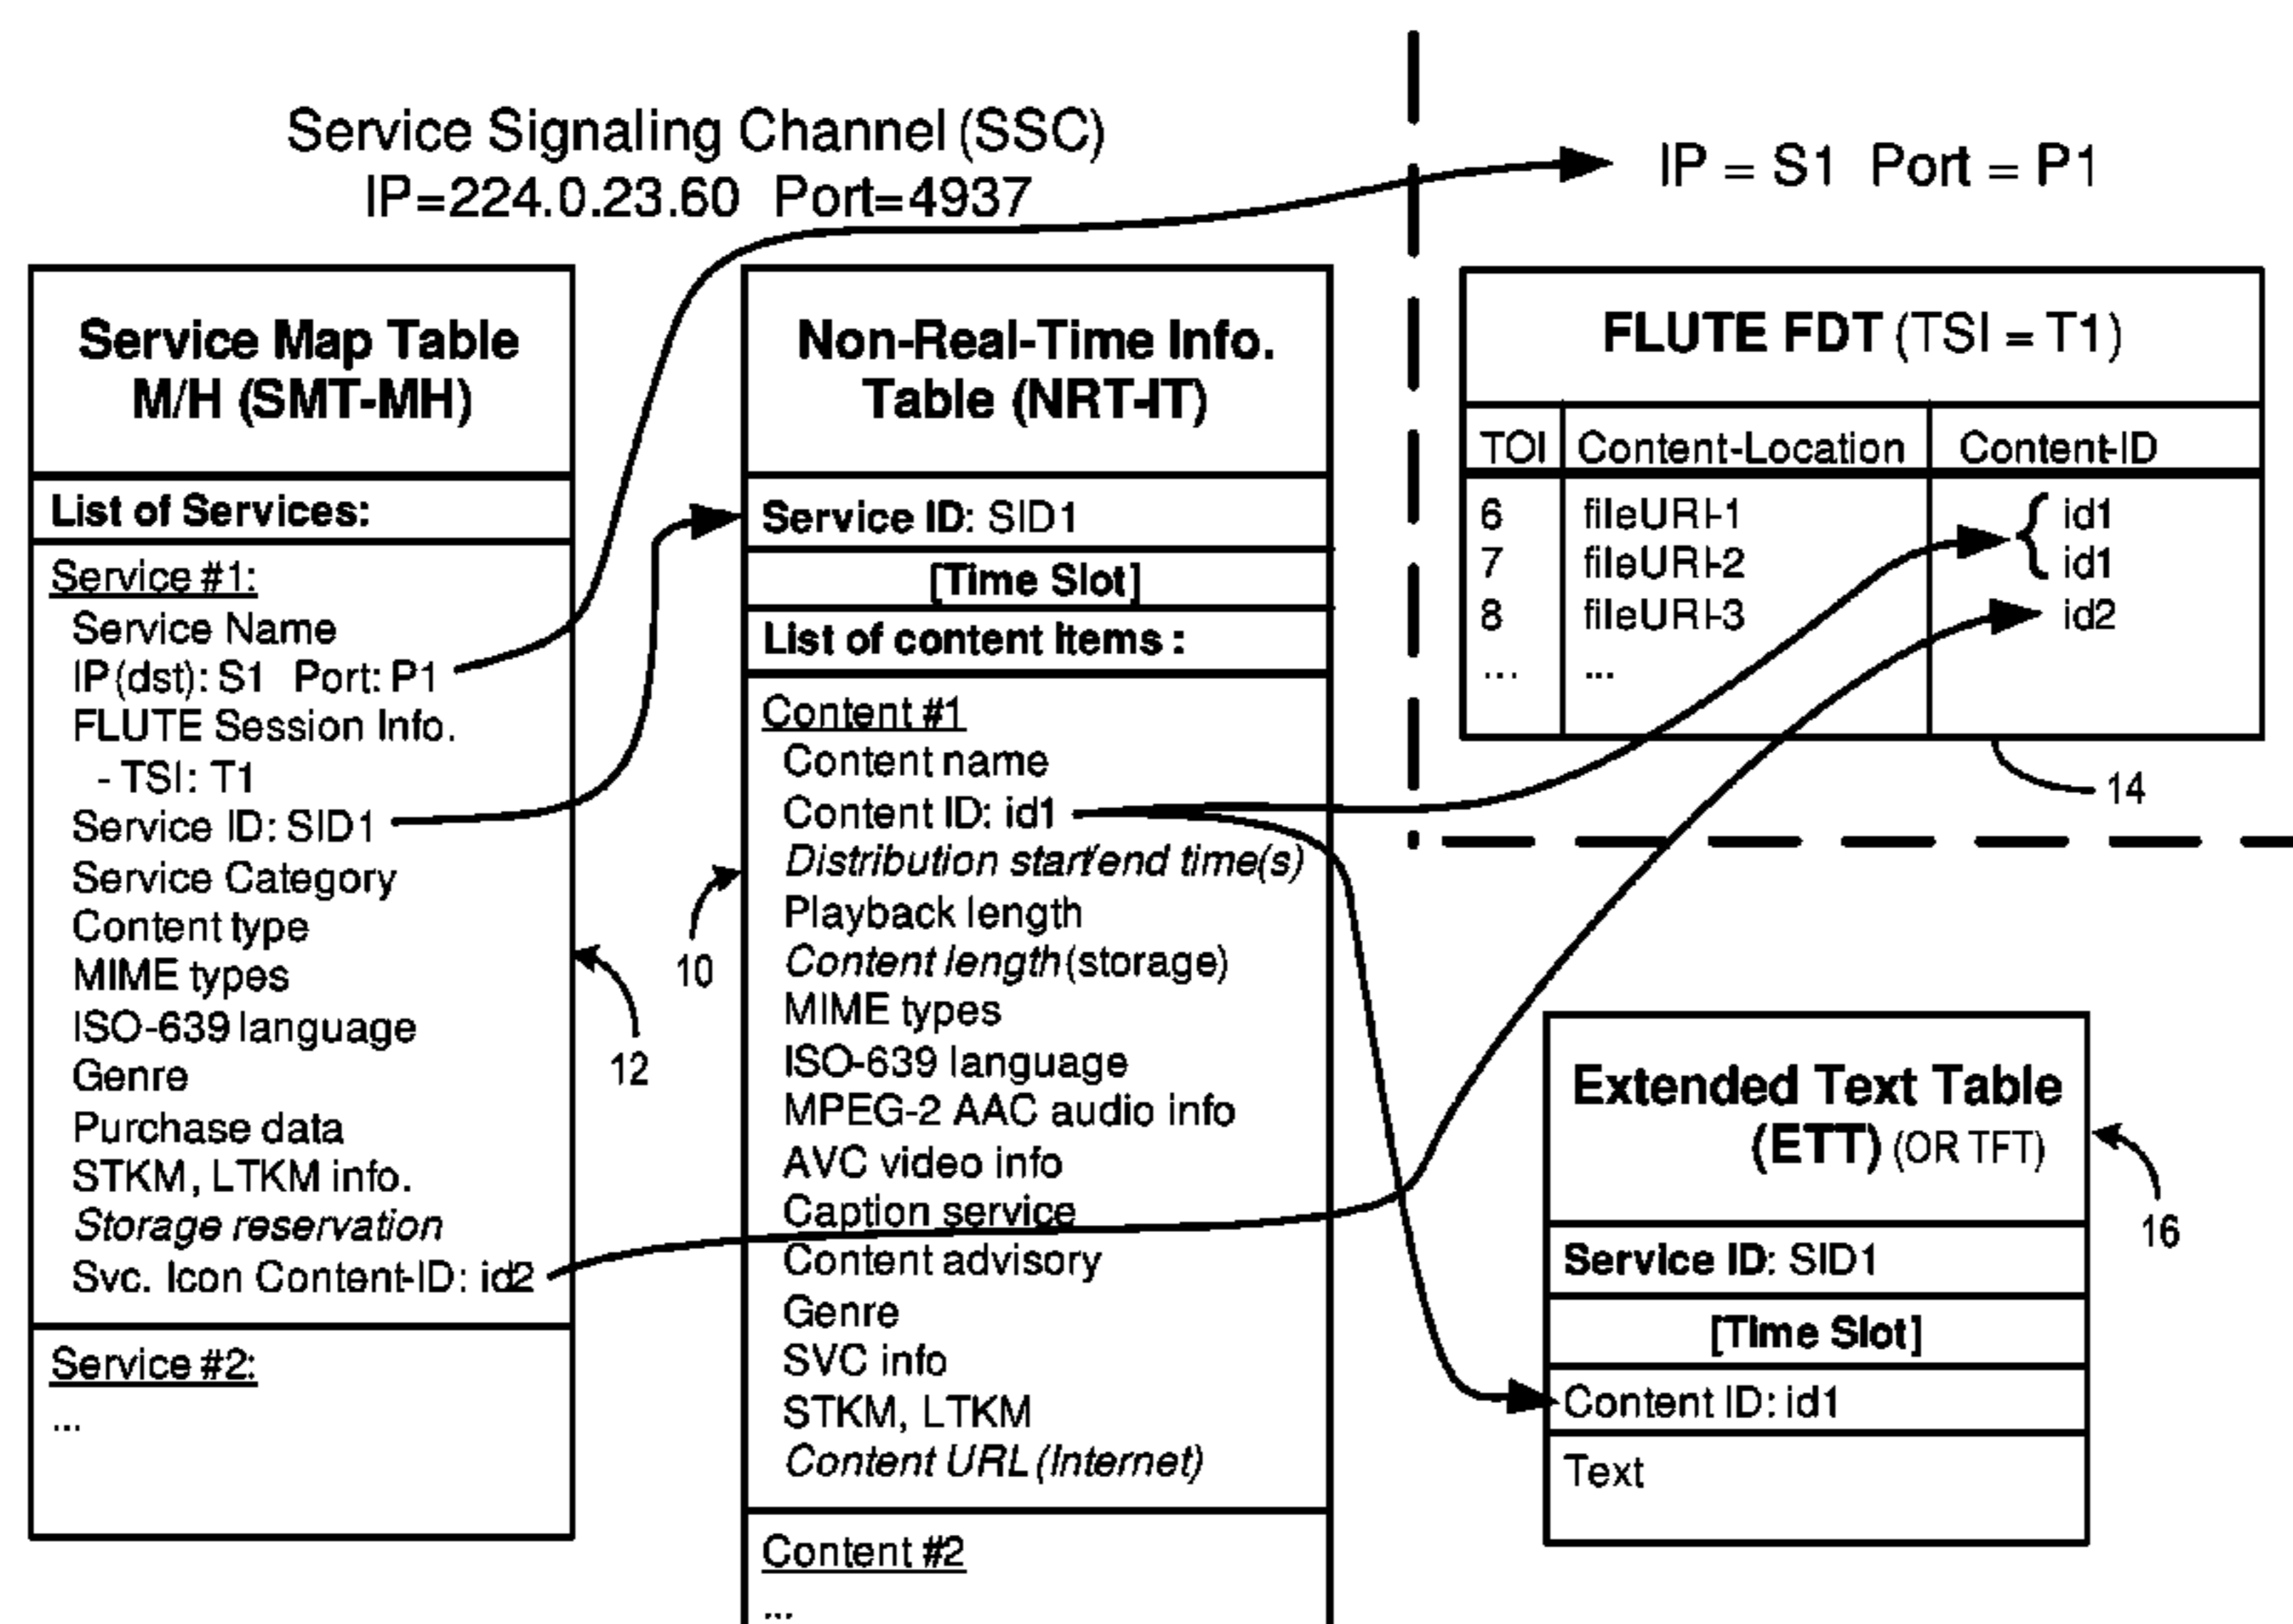 Service Signaling Channel (SSC)
IP=224.0.23.60 Port=4937
IP = S1 Port = P1
Service Map Table
M/H (SMT-MH)
List of Services:
Service #1:
Service Name
IP(dst): S1 Port: P1
FLUTE Session Info.
- TSI: T1
Service ID: SID1
Service Category
Content type
MIME types
ISO-639 language
Genre
Purchase data
STKM, LTKM info.
Storage reservation
Svc. Icon Content-ID: id2
Service #2:
...
12
Non-Real-Time Info.
Table (NRT-IT)
Service ID: SID1
[Time Slot]
List of content items :
Content #1
Content name
Content ID: id1
Distribution start/end time(s)
Playback length
Content length (storage)
MIME types
ISO-639 language
MPEG-2 AAC audio info
AVC video info
Caption service
Content advisory
Genre
SVC info
STKM, LTKM
Content URL (Internet)
Content #2
...
10
FLUTE FDT (TSI = T1)
TOI Content-Location Content-ID
6 fileURI-1 id1
7 fileURI-2 id1
8 fileURI-3 id2
... ...
14
Extended Text Table
(ETT) (OR TFT)
Service ID: SID1
[Time Slot]
Content ID: id1
Text
16